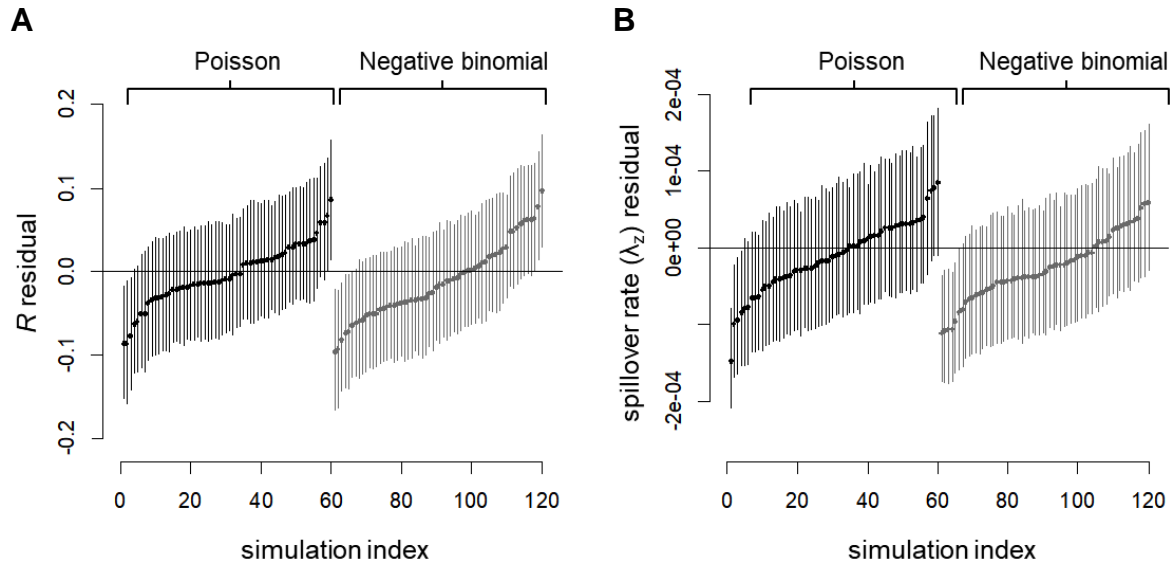 A
Poisson
Negative binomial
0.2
0.1
0.0
-0.1
-0.2
R residual
0
20
40
60
80
100
120
simulation index
B
Poisson
Negative binomial
2e-04
1e-04
0e+00
-2e-04
spillover rate (λz) residual
0
20
40
60
80
100
120
simulation index